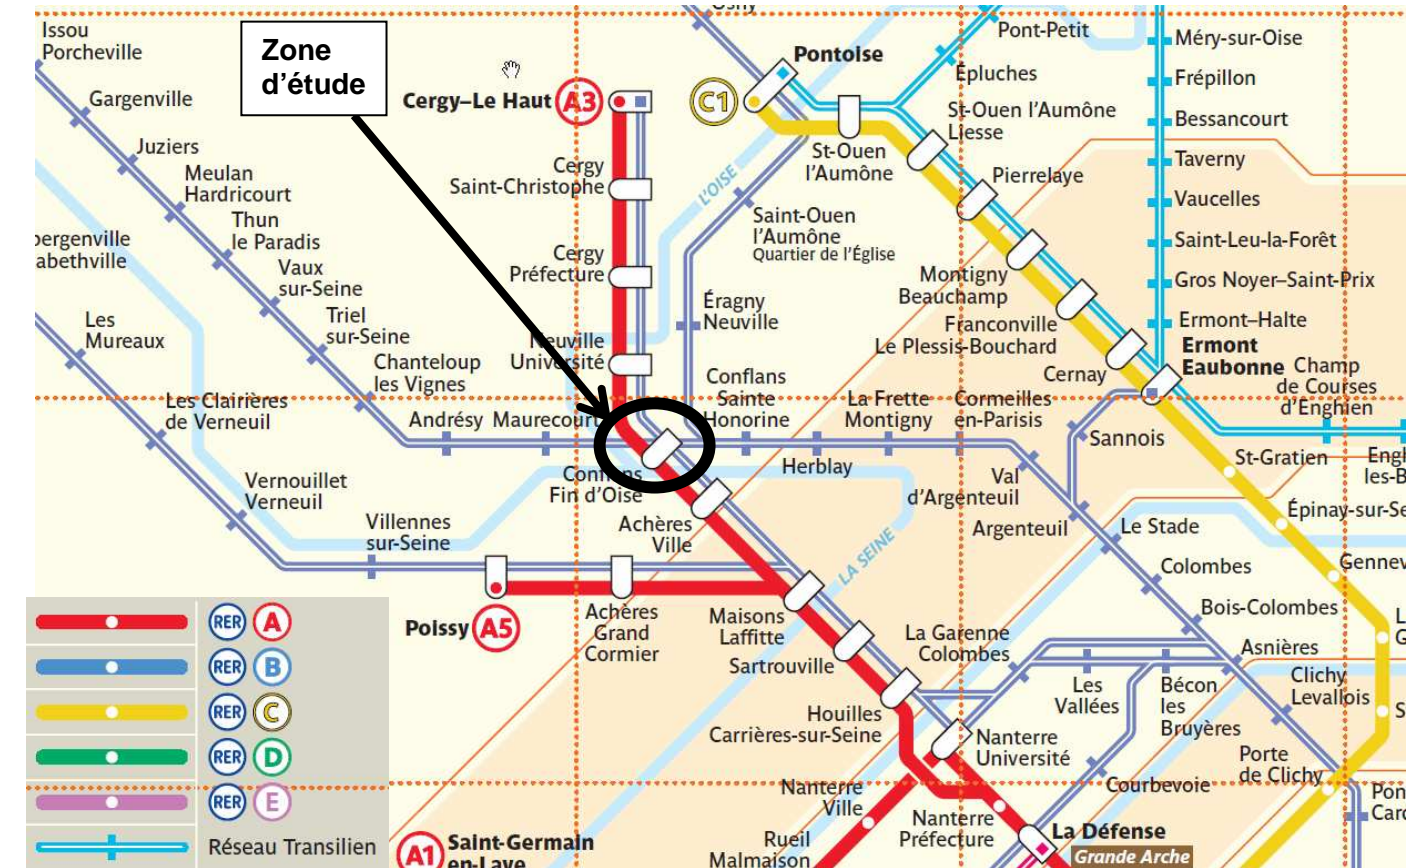 Issou
Porcheville
Gargenville
Juziers
Meulan
Hardricourt
Thun
le Paradis
Vaux
sur-Seine
Triel
sur-Seine
Chanteloup
les Vignes
Andrésy
Maurecourt
bergenville
abethville
Les
Mureaux
Les Clairières
de Verneuil
Vernouillet
Verneuil
Villennes
sur-Seine
Poissy A5
Achères
Grand
Cormier
Zone
d'étude
Cergy–Le Haut A3
Cergy
Saint-Christophe
Cergy
Préfecture
Neuville
Université
Conflans
Fin d'Oise
Achères
Ville
Maisons
Laffitte
Sartrouville
Houilles
Carrières-sur-Seine
Osny
C1
Pontoise
L'OISE
Saint-Ouen
l'Aumône
Quartier de l'Église
Éragny
Neuville
Conflans
Sainte
Honorine
Herblay
La Frette
Montigny
Cormeilles
en-Parisis
Val
d'Argenteuil
Argenteuil
LA SEINE
Pont-Petit
Épluches
St-Ouen
l'Aumône
St-Ouen l'Aumône
Liesse
Pierrelaye
Montigny
Beauchamp
Franconville
Le Plessis-Bouchard
Cernay
Méry-sur-Oise
Frépillon
Bessancourt
Taverny
Vaucelles
Saint-Leu-la-Forêt
Gros Noyer–Saint-Prix
Ermont–Halte
Ermont
Eaubonne
Champ
de Courses
d'Enghien
Engh
les-B
Sannois
St-Gratien
Épinay-sur-Se
Gennev
Le Stade
Colombes
Bois-Colombes
Asnières
Clichy
Levallois
L
G
S
La Garenne
Colombes
Les
Vallées
Bécon
les
Bruyères
Nanterre
Université
Courbevoie
Porte
de Clichy
Pon
Card
Nanterre
Ville
Nanterre
Préfecture
Rueil
Malmaison
La Défense
Grande Arche
A1 Saint-Germain
en-Laye
RER A
RER B
RER C
RER D
RER E
Réseau Transilien